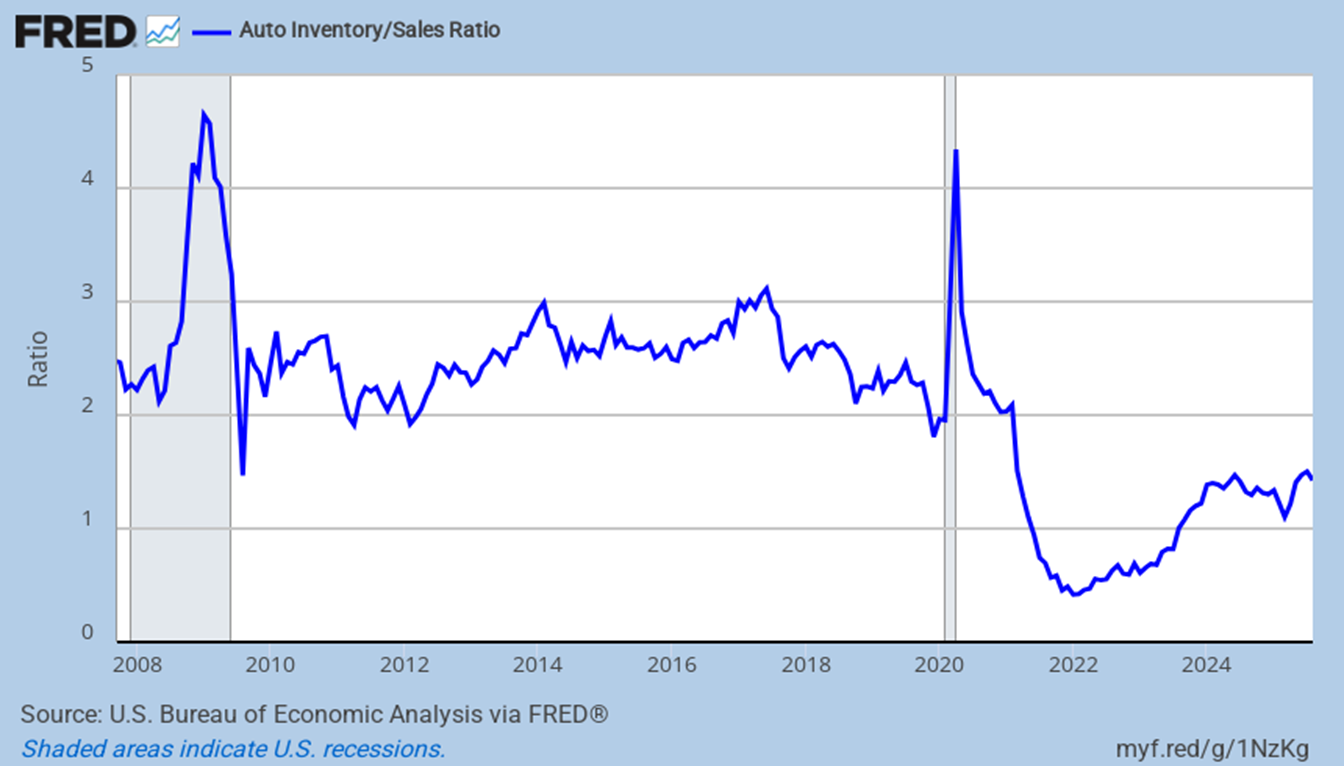 FRED
Auto Inventory/Sales Ratio
5
4
3
2
1
0
Ratio
2008 2010 2012 2014 2016 2018 2020 2022 2024
Source: U.S. Bureau of Economic Analysis via FRED®
Shaded areas indicate U.S. recessions.
myf.red/g/1NzKg